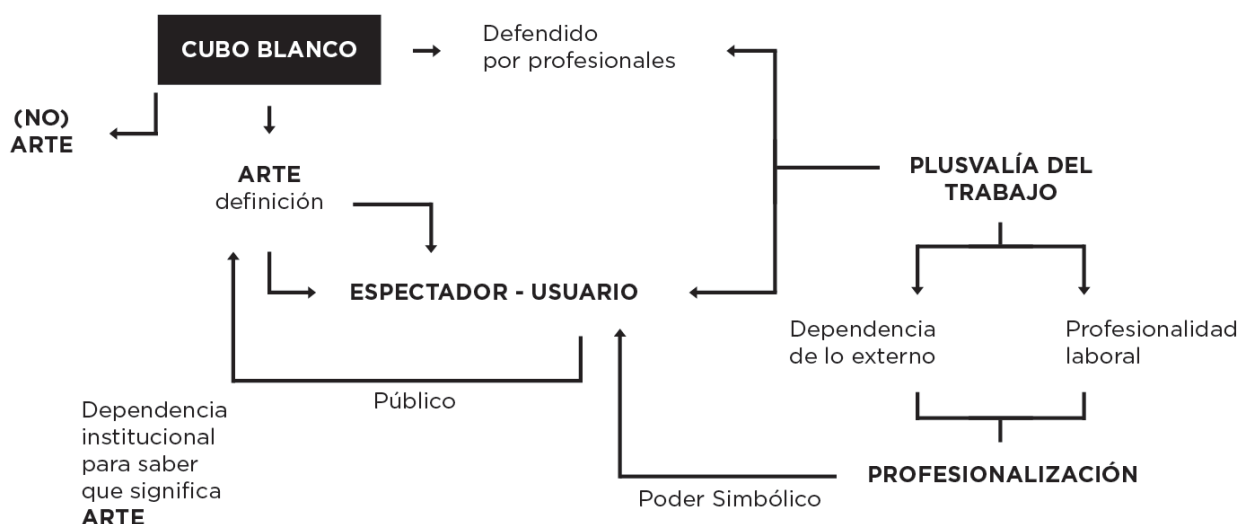 CUBO BLANCO
Defendido
por profesionales
(NO)
ARTE
ARTE
definición
PLUSVALÍA DEL
TRABAJO
ESPECTADOR - USUARIO
Dependencia
de lo externo
Profesionalidad
laboral
Público
Dependencia
institucional
para saber
que significa
ARTE
PROFESIONALIZACIÓN
Poder Simbólico